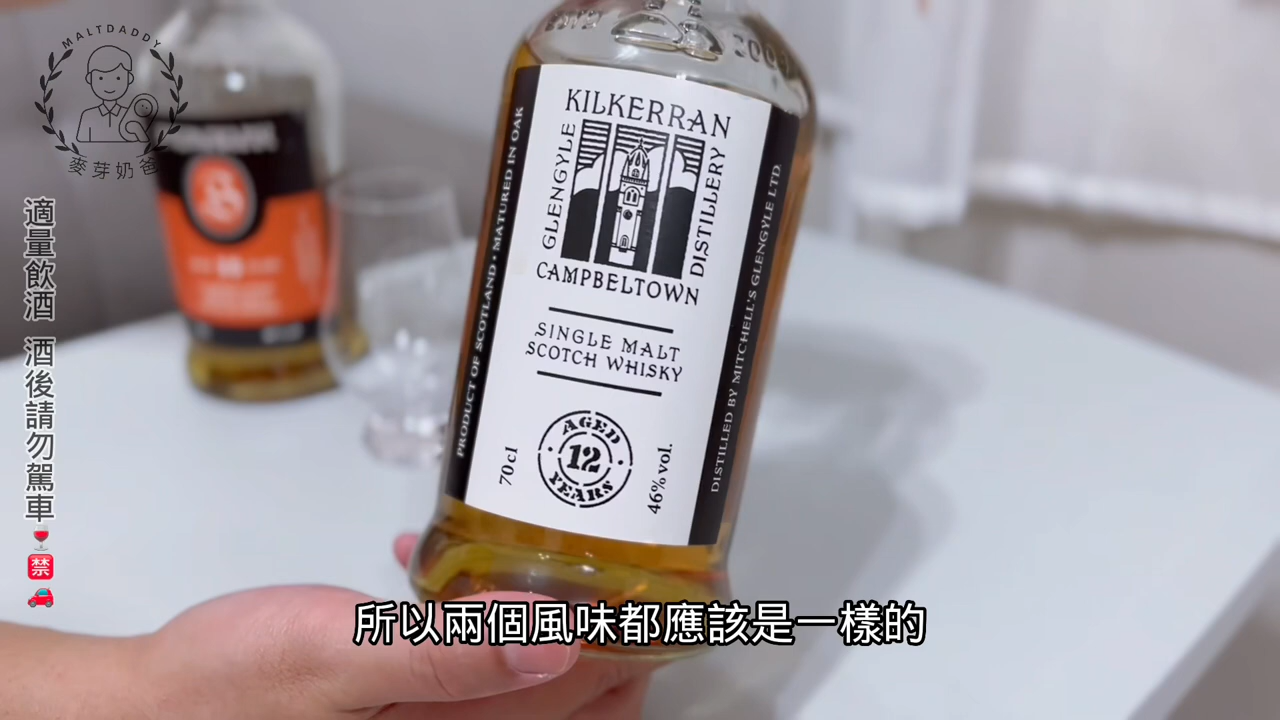 MALTDADDY
麥芽奶爸
適量飲酒 酒後請勿駕車
禁
KILKERRAN
GLENGYLE
DISTILLERY
CAMPBELTOWN
SINGLE MALT
SCOTCH WHISKY
AGED
12
YEARS
70cl
46% vol.
PRODUCT OF SCOTLAND • MATURED IN OAK
DISTILLED BY MITCHELL'S GLENGYLE LTD.
所以兩個風味都應該是一樣的